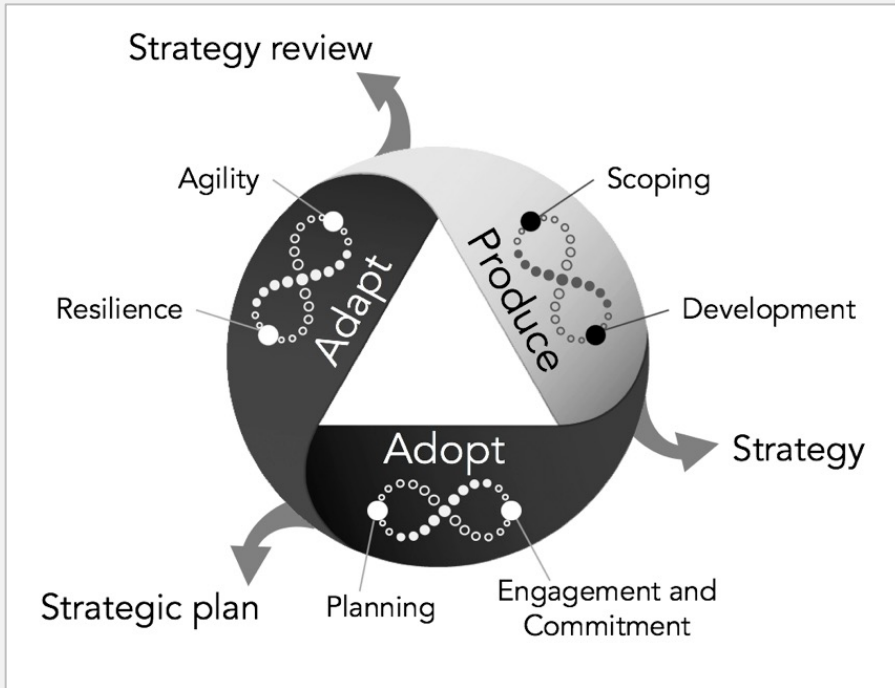 Strategy review
Agility
Scoping
Produce
Adapt
Resilience
Development
Adopt
Strategy
Strategic plan
Planning
Engagement and
Commitment